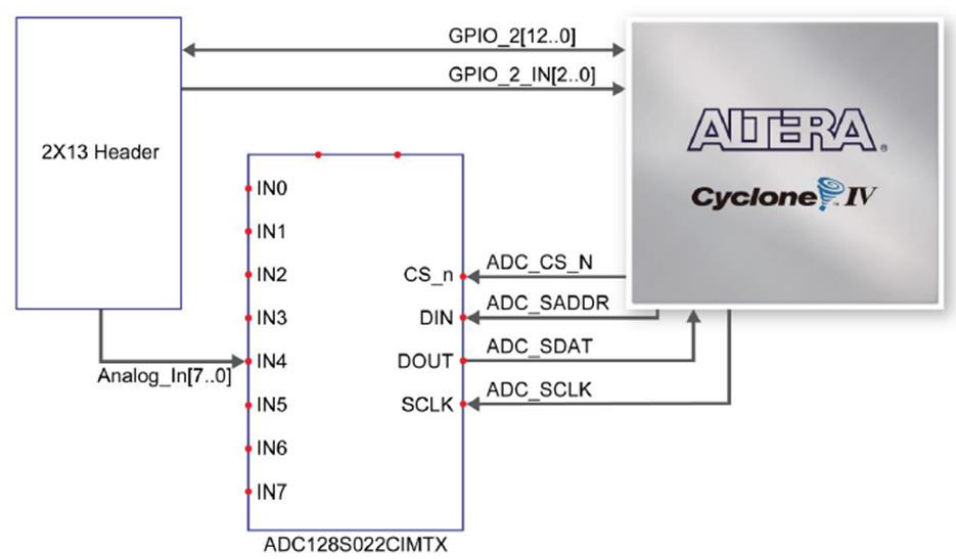 GPIO_2[12..0]
GPIO_2_IN[2..0]
2X13 Header
ALTERA®
Cyclone™ IV
IN0
IN1
IN2
IN3
IN4
IN5
IN6
IN7
Analog_In[7..0]
CS_n
DIN
DOUT
SCLK
ADC_CS_N
ADC_SADDR
ADC_SDAT
ADC_SCLK
ADC128S022CIMTX